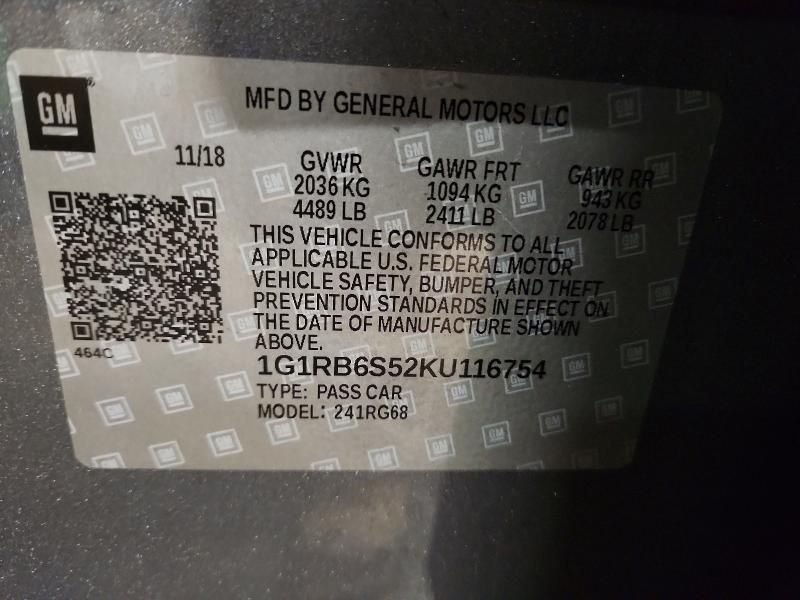 GM
MFD BY GENERAL MOTORS LLC
11/18
GVWR
2036 KG
4489 LB
GAWR FRT
1094 KG
2411 LB
GAWR RR
943 KG
2078 LB
THIS VEHICLE CONFORMS TO ALL
APPLICABLE U.S. FEDERAL MOTOR
VEHICLE SAFETY, BUMPER, AND THEFT
PREVENTION STANDARDS IN EFFECT ON
THE DATE OF MANUFACTURE SHOWN
ABOVE.
464C
1G1RB6S52KU116754
TYPE: PASS CAR
MODEL: 241RG68